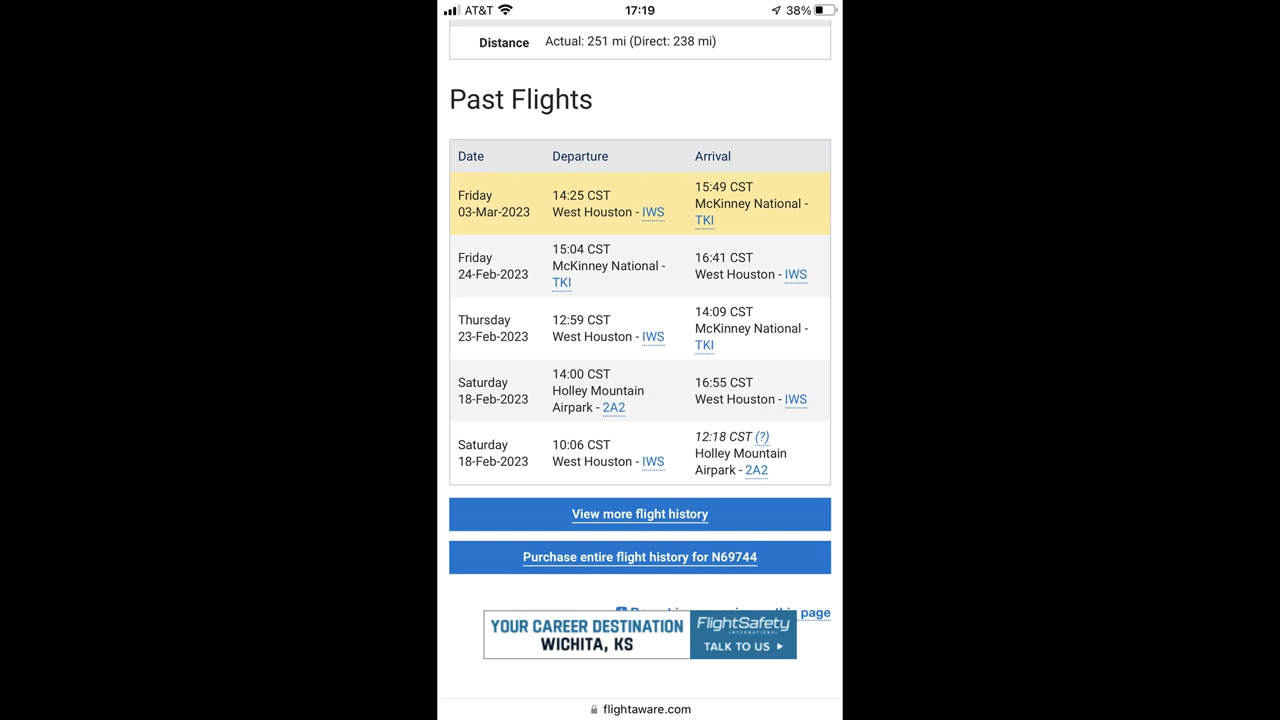 AT&T 17:19 38%
Distance Actual: 251 mi (Direct: 238 mi)
Past Flights
Date Departure Arrival
Friday
03-Mar-2023
14:25 CST
West Houston - IWS
15:49 CST
McKinney National -
TKI
Friday
24-Feb-2023
15:04 CST
McKinney National -
TKI
16:41 CST
West Houston - IWS
Thursday
23-Feb-2023
12:59 CST
West Houston - IWS
14:09 CST
McKinney National -
TKI
Saturday
18-Feb-2023
14:00 CST
Holley Mountain
Airpark - 2A2
16:55 CST
West Houston - IWS
Saturday
18-Feb-2023
10:06 CST
West Houston - IWS
12:18 CST (?)
Holley Mountain
Airpark - 2A2
View more flight history
Purchase entire flight history for N69744
page
YOUR CAREER DESTINATION
WICHITA, KS
FlightSafety
INTERNATIONAL
TALK TO US
flightaware.com